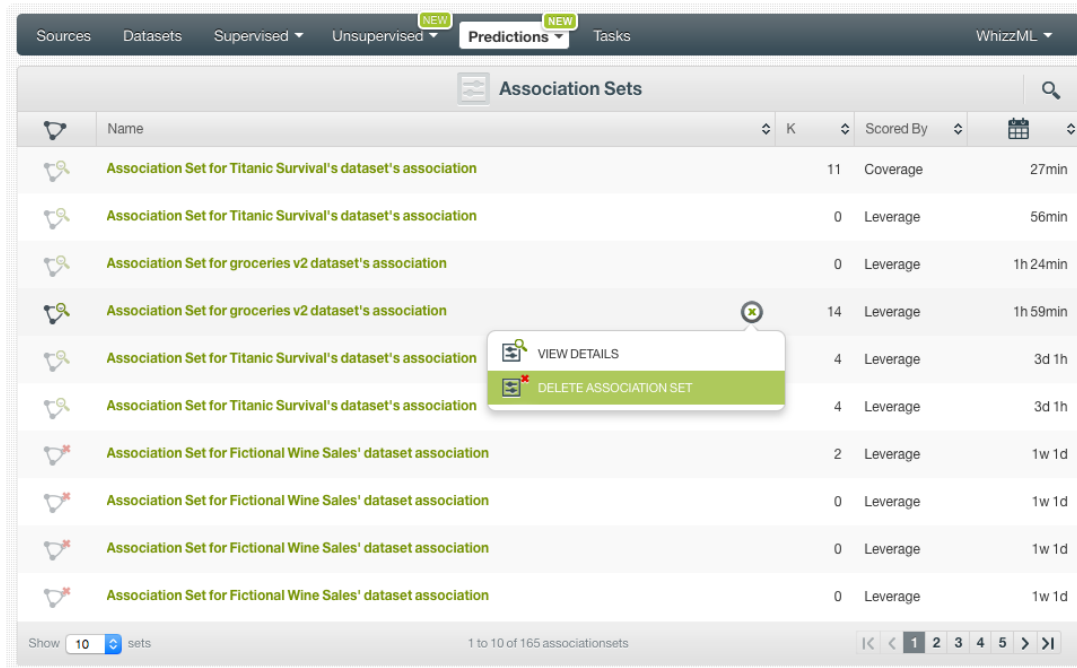 NEW NEW
Sources Datasets Supervised Unsupervised Predictions Tasks WhizzML
Association Sets
Name K Scored By
Association Set for Titanic Survival's dataset's association 11 Coverage 27min
Association Set for Titanic Survival's dataset's association 0 Leverage 56min
Association Set for groceries v2 dataset's association 0 Leverage 1h 24min
Association Set for groceries v2 dataset's association 14 Leverage 1h 59min
VIEW DETAILS
Association Set for Titanic Survival's dataset's association 4 Leverage 3d 1h
DELETE ASSOCIATION SET
Association Set for Titanic Survival's dataset's association 4 Leverage 3d 1h
Association Set for Fictional Wine Sales' dataset association 2 Leverage 1w 1d
Association Set for Fictional Wine Sales' dataset association 0 Leverage 1w 1d
Association Set for Fictional Wine Sales' dataset association 0 Leverage 1w 1d
Association Set for Fictional Wine Sales' dataset association 0 Leverage 1w 1d
Show 10 sets 1 to 10 of 165 associationsets 1 2 3 4 5